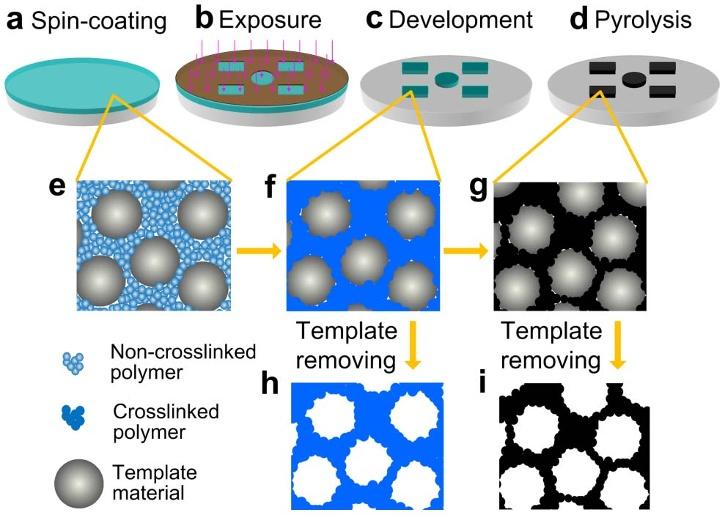 a Spin-coating
b Exposure
c Development
d Pyrolysis
e
f
g
Template
removing
Template
removing
h
i
Non-crosslinked
polymer
Crosslinked
polymer
Template
material